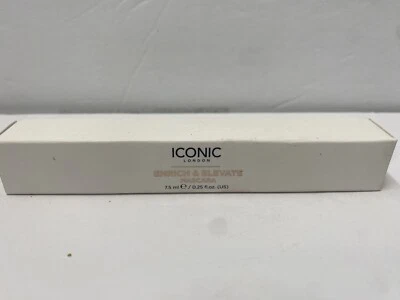 ICONIC
LONDON
ENRICH & ELEVATE
MASCARA
7.5 ml ℮ / 0.25 fl.oz. (US)